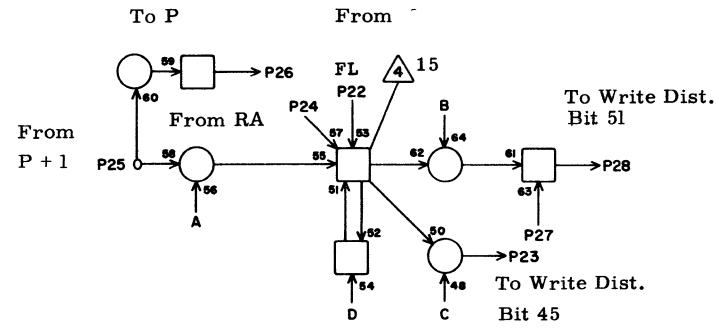 To P
From
59
P26
60
FL
4 15
P22
P24
B
To Write Dist.
Bit 51
From
P + 1
From RA
57
53
64
P25
58
55
62
61
P28
56
51
63
A
52
50
P27
P23
54
48
To Write Dist.
Bit 45
D
C